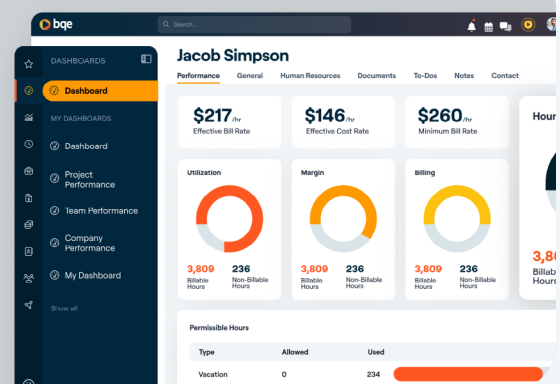 bqe
Search...
DASHBOARDS
Dashboard
MY DASHBOARDS
Dashboard
Project
Performance
Team Performance
Company
Performance
My Dashboard
Show all
Jacob Simpson
Performance General Human Resources Documents To-Dos Notes Contact
$217/hr
Effective Bill Rate
$146/hr
Effective Cost Rate
$260/hr
Minimum Bill Rate
Utilization
3,809
Billable
Hours
236
Non-Billable
Hours
Margin
3,809
Billable
Hours
236
Non-Billable
Hours
Billing
3,809
Billable
Hours
236
Non-Billable
Hours
Hour
3,8
Billab
Hours
Permissible Hours
Type Allowed Used
Vacation 0 234